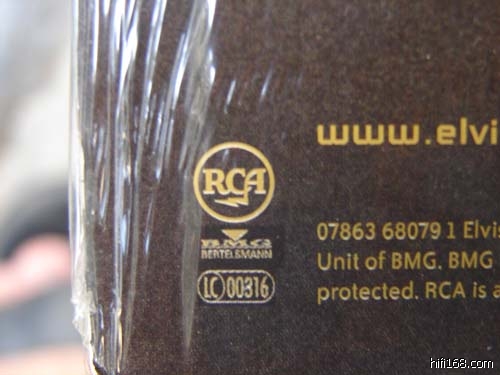 www.elvi
RCA
BMG
BERTELSMANN
LC 00316
07863 68079 1 Elvis
Unit of BMG. BMG
protected. RCA is a
hifi168.com